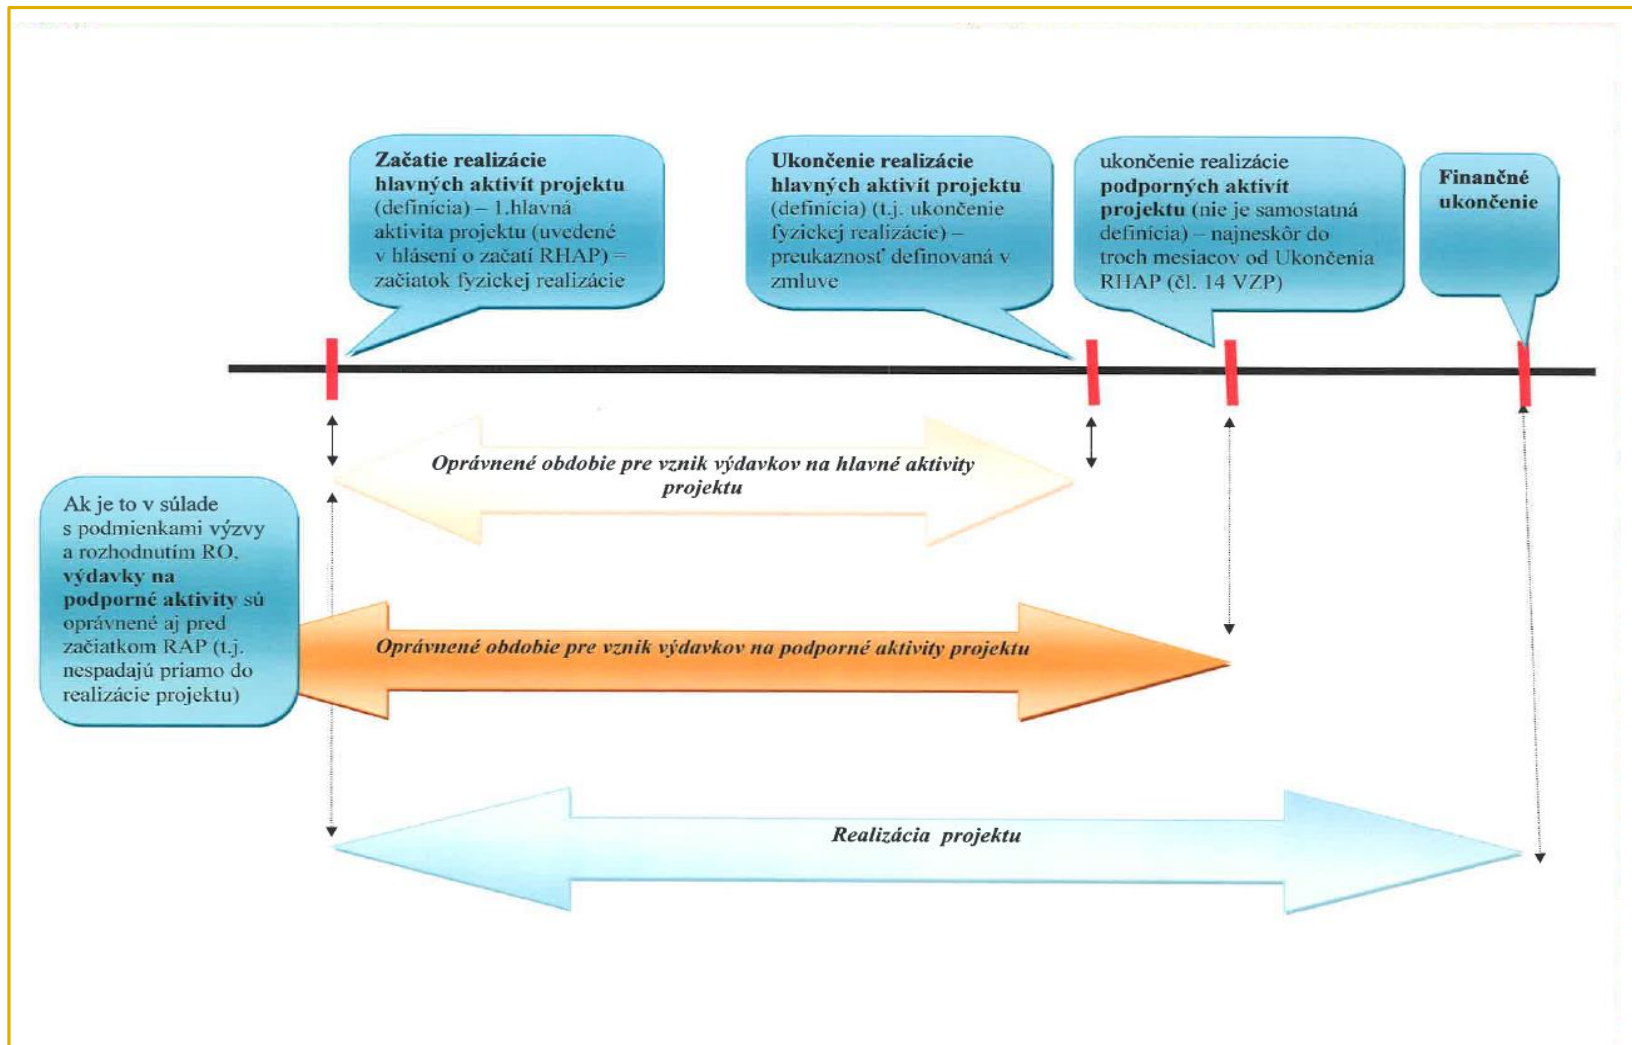 Začatie realizácie
hlavných aktivít projektu
(definícia) – 1.hlavná
aktivita projektu (uvedené
v hlásení o začatí RHAP) =
začiatok fyzickej realizácie
Ukončenie realizácie
hlavných aktivít projektu
(definícia) (t.j. ukončenie
fyzickej realizácie) –
preukaznosť definovaná v
zmluve
ukončenie realizácie
podporných aktivít
projektu (nie je samostatná
definícia) – najneskôr do
troch mesiacov od Ukončenia
RHAP (čl. 14 VZP)
Finančné
ukončenie
Oprávnené obdobie pre vznik výdavkov na hlavné aktivity
projektu
Ak je to v súlade
s podmienkami výzvy
a rozhodnutím RO,
výdavky na
podporné aktivity sú
oprávnené aj pred
začiatkom RAP (t.j.
nespadajú priamo do
realizácie projektu)
Oprávnené obdobie pre vznik výdavkov na podporné aktivity projektu
Realizácia projektu